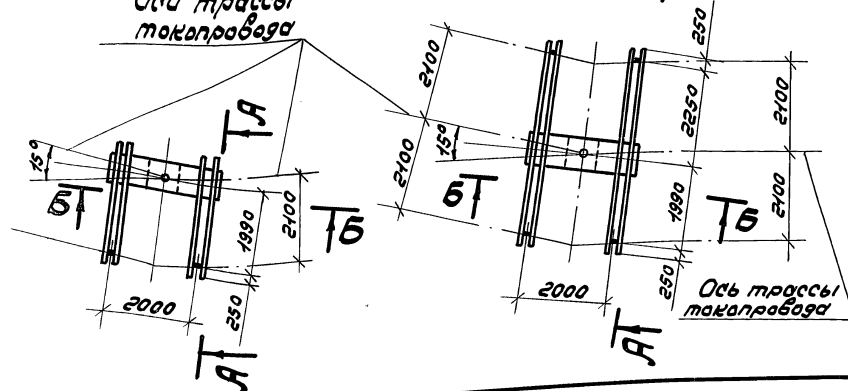 Оси трассы
токопровода
А
15°
Б
Б
1990
2100
2000
250
А
2100
2100
15°
Б
250
2250
2100
1990
2100
Б
2000
250
А
Ось трассы
токопровода